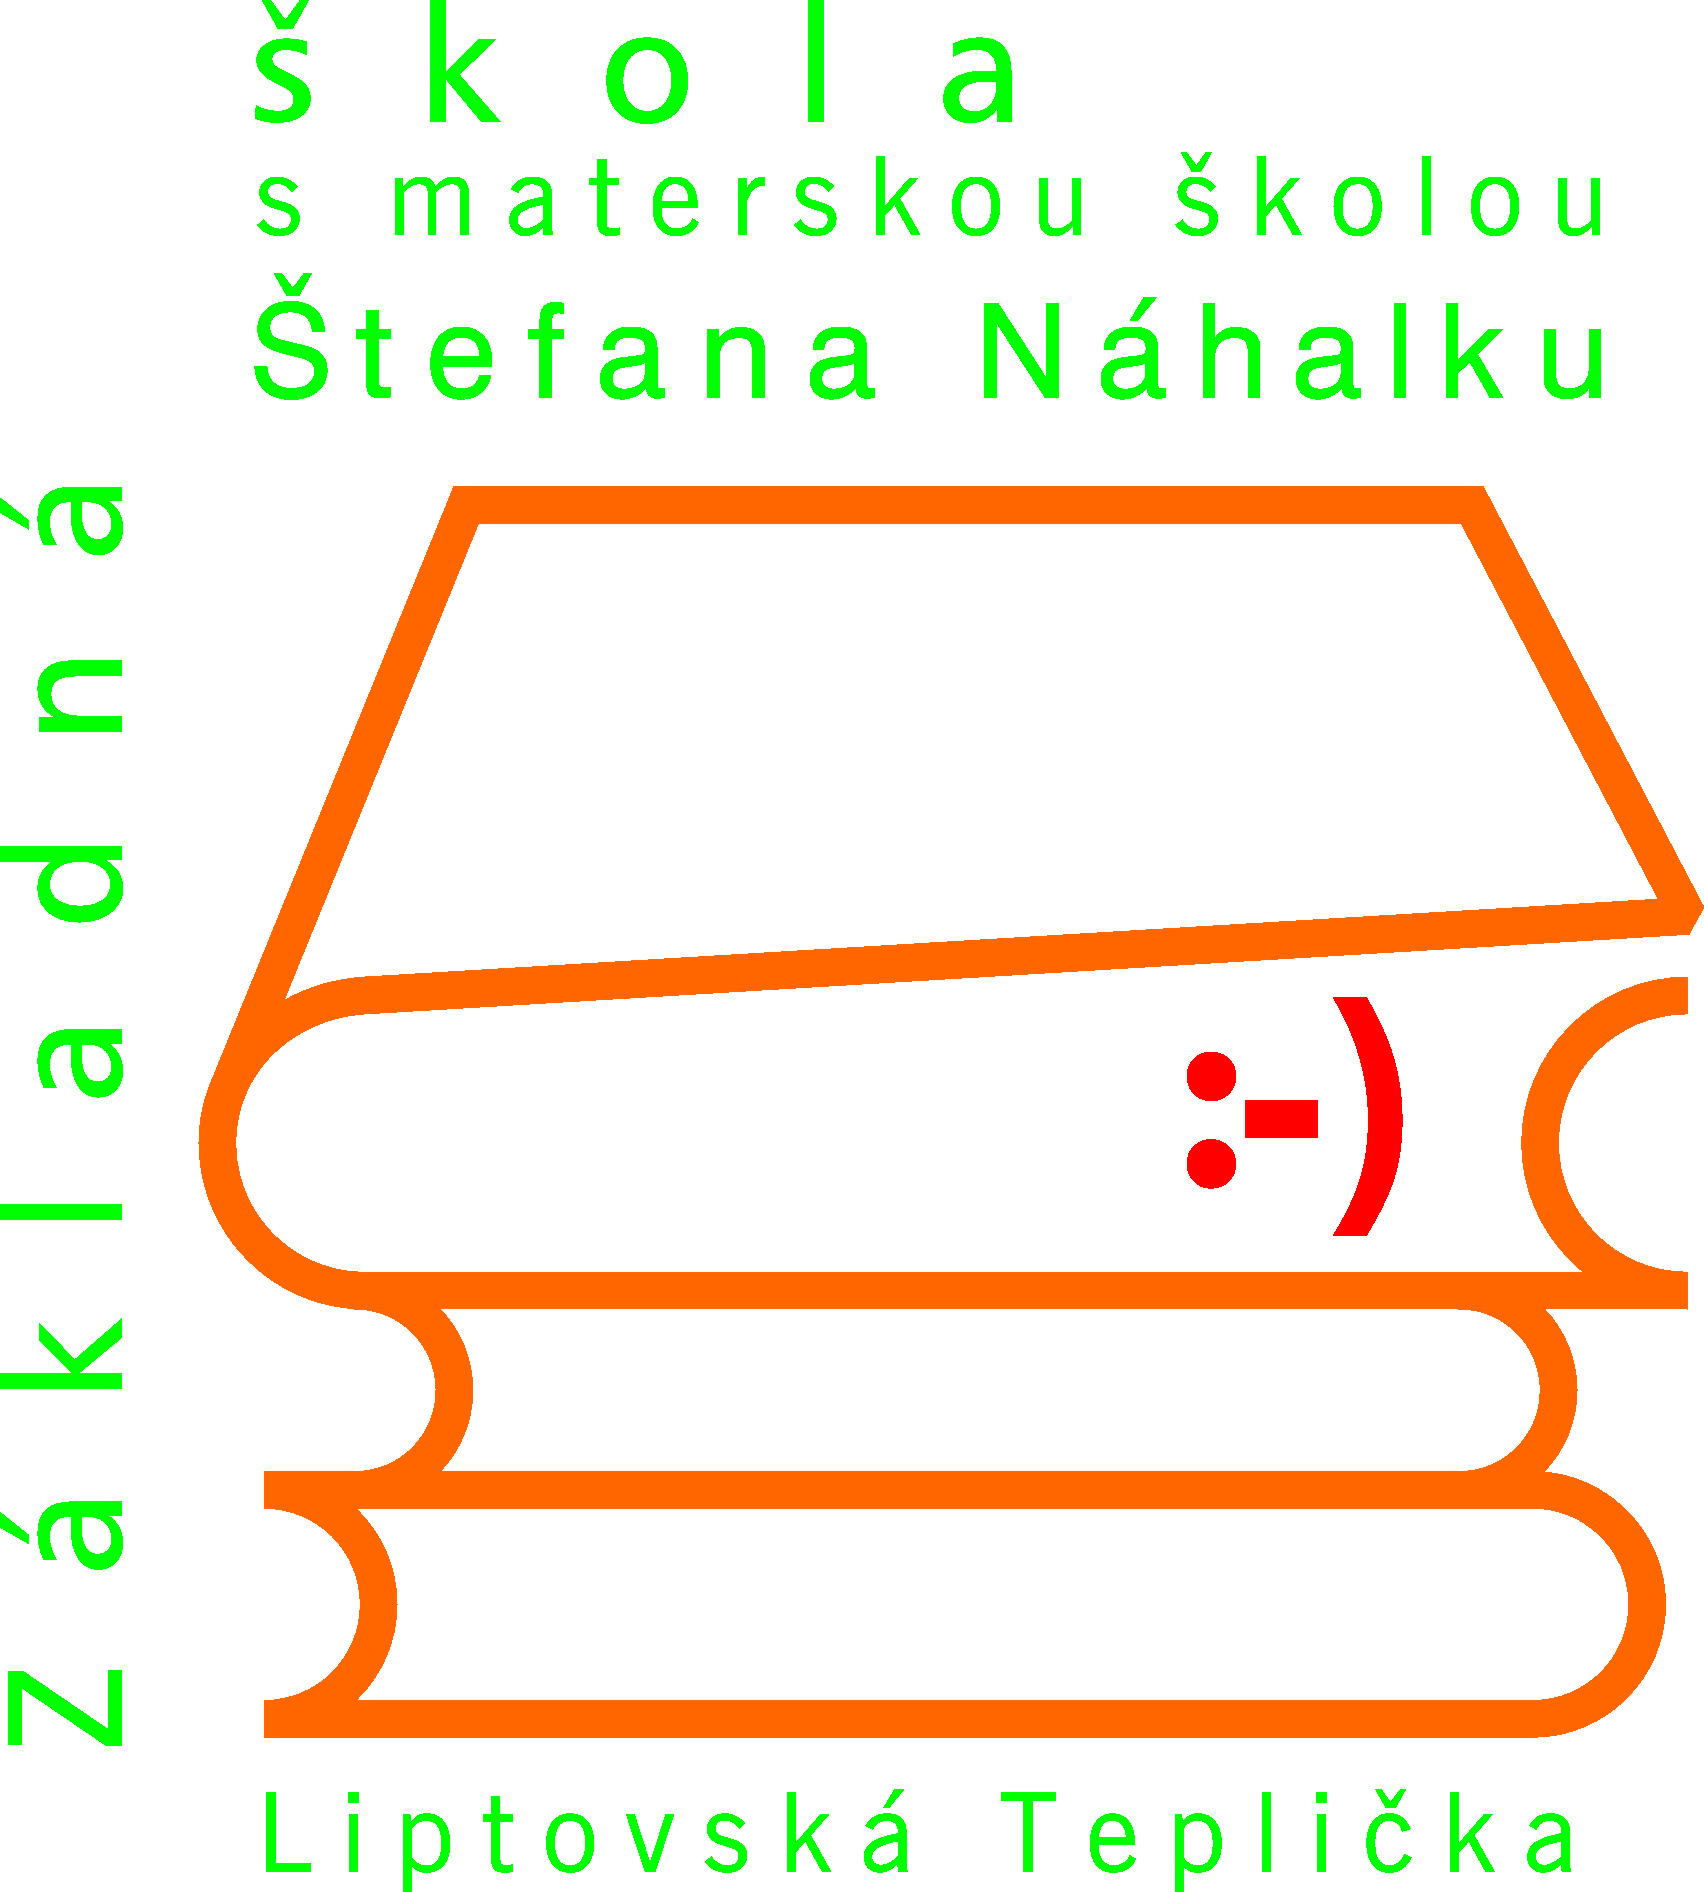 Základná
škola
s materskou školou
Štefana Náhalku
:-)
Liptovská Teplička